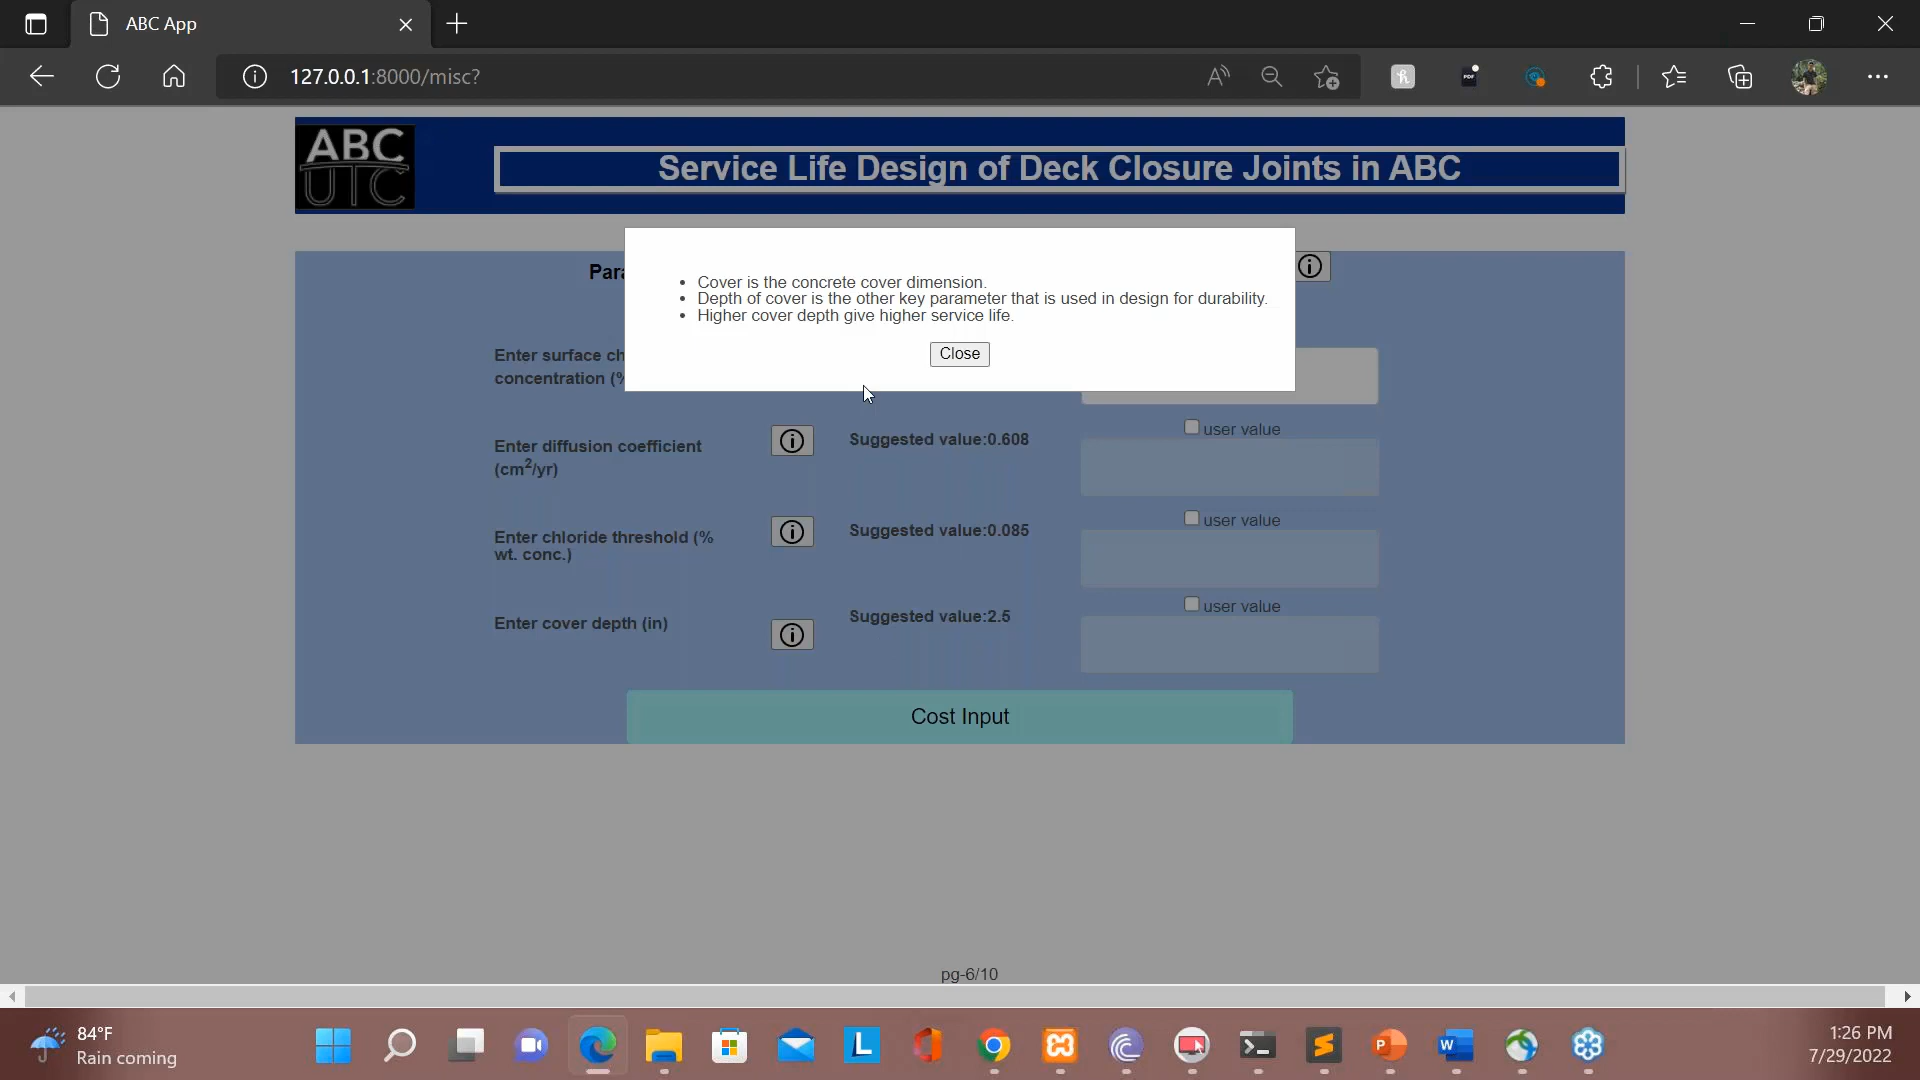 ABC App
127.0.0.1:8000/misc?
ABC
UTC
Service Life Design of Deck Closure Joints in ABC
Para
• Cover is the concrete cover dimension.
• Depth of cover is the other key parameter that is used in design for durability.
• Higher cover depth give higher service life.
Close
Enter surface ch
concentration (%
Enter diffusion coefficient
(cm²/yr)
Suggested value:0.608
user value
Enter chloride threshold (%
wt. conc.)
Suggested value:0.085
user value
Enter cover depth (in)
Suggested value:2.5
user value
Cost Input
pg-6/10
84°F
Rain coming
1:26 PM
7/29/2022